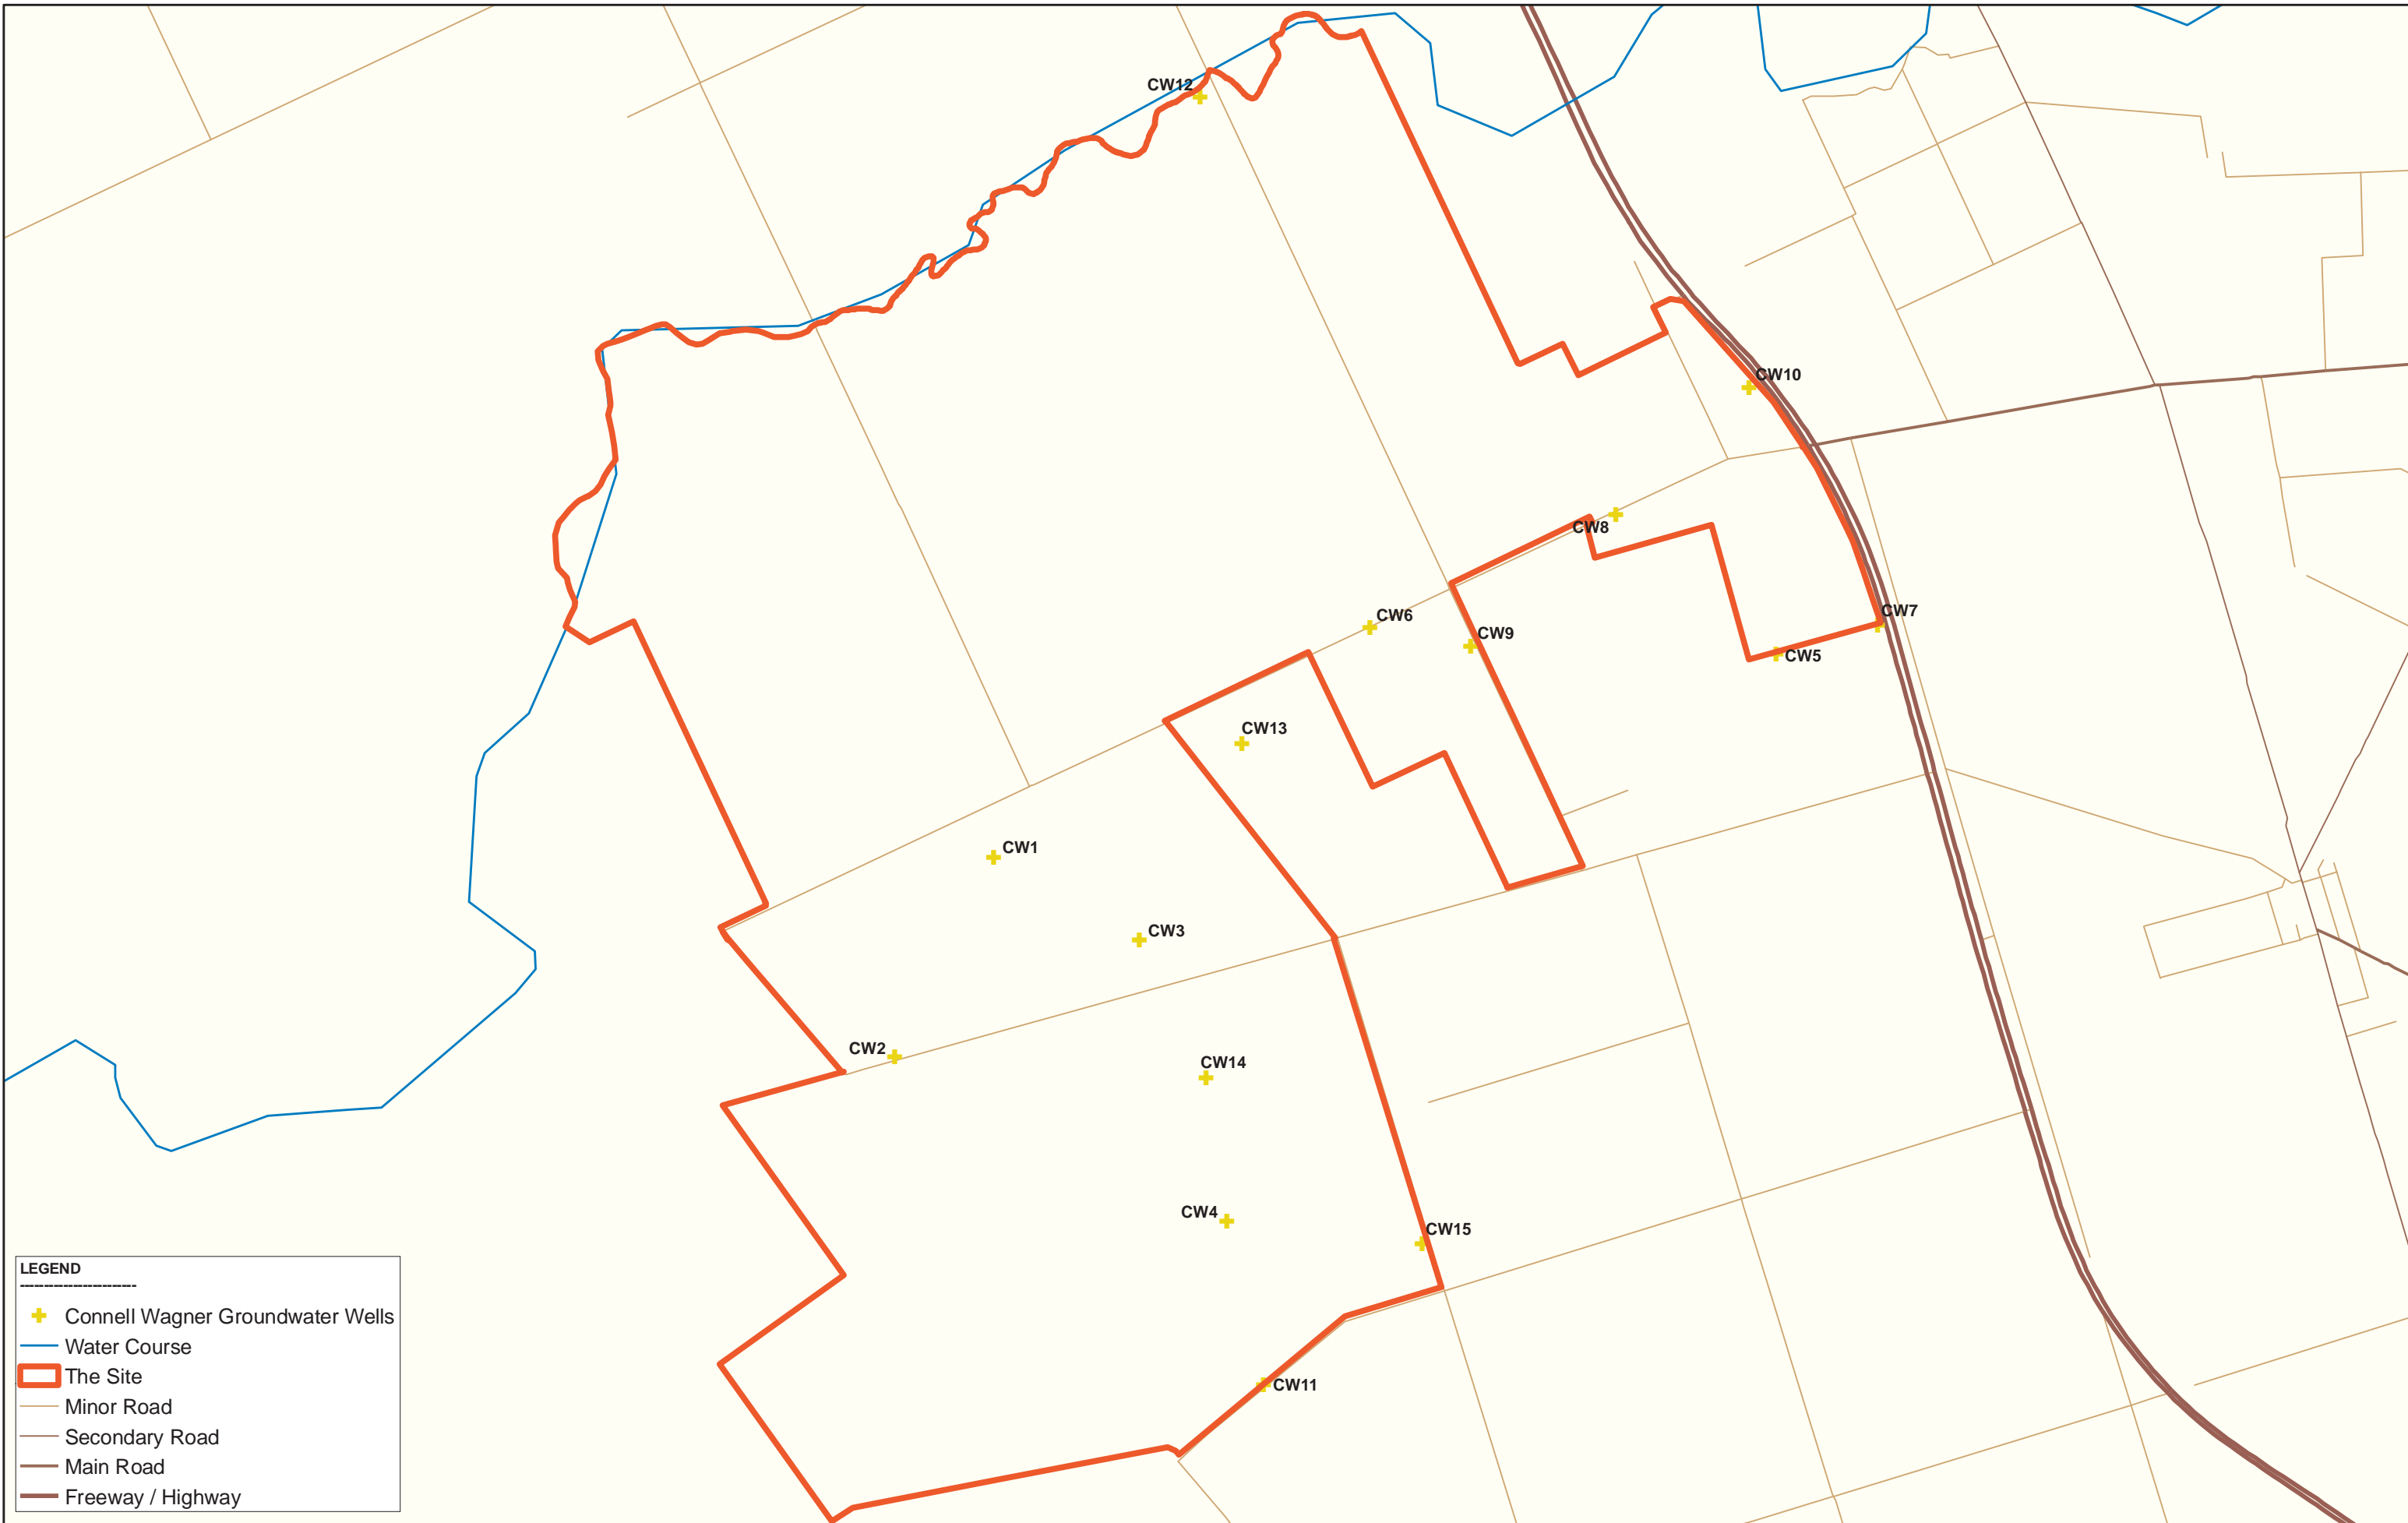 CW12
CW10
CW8
CW7
CW6
CW9
CW5
CW13
CW1
CW3
CW2
CW14
CW4
CW15
CW11
LEGEND
------------------------
Connell Wagner Groundwater Wells
Water Course
The Site
Minor Road
Secondary Road
Main Road
Freeway / Highway